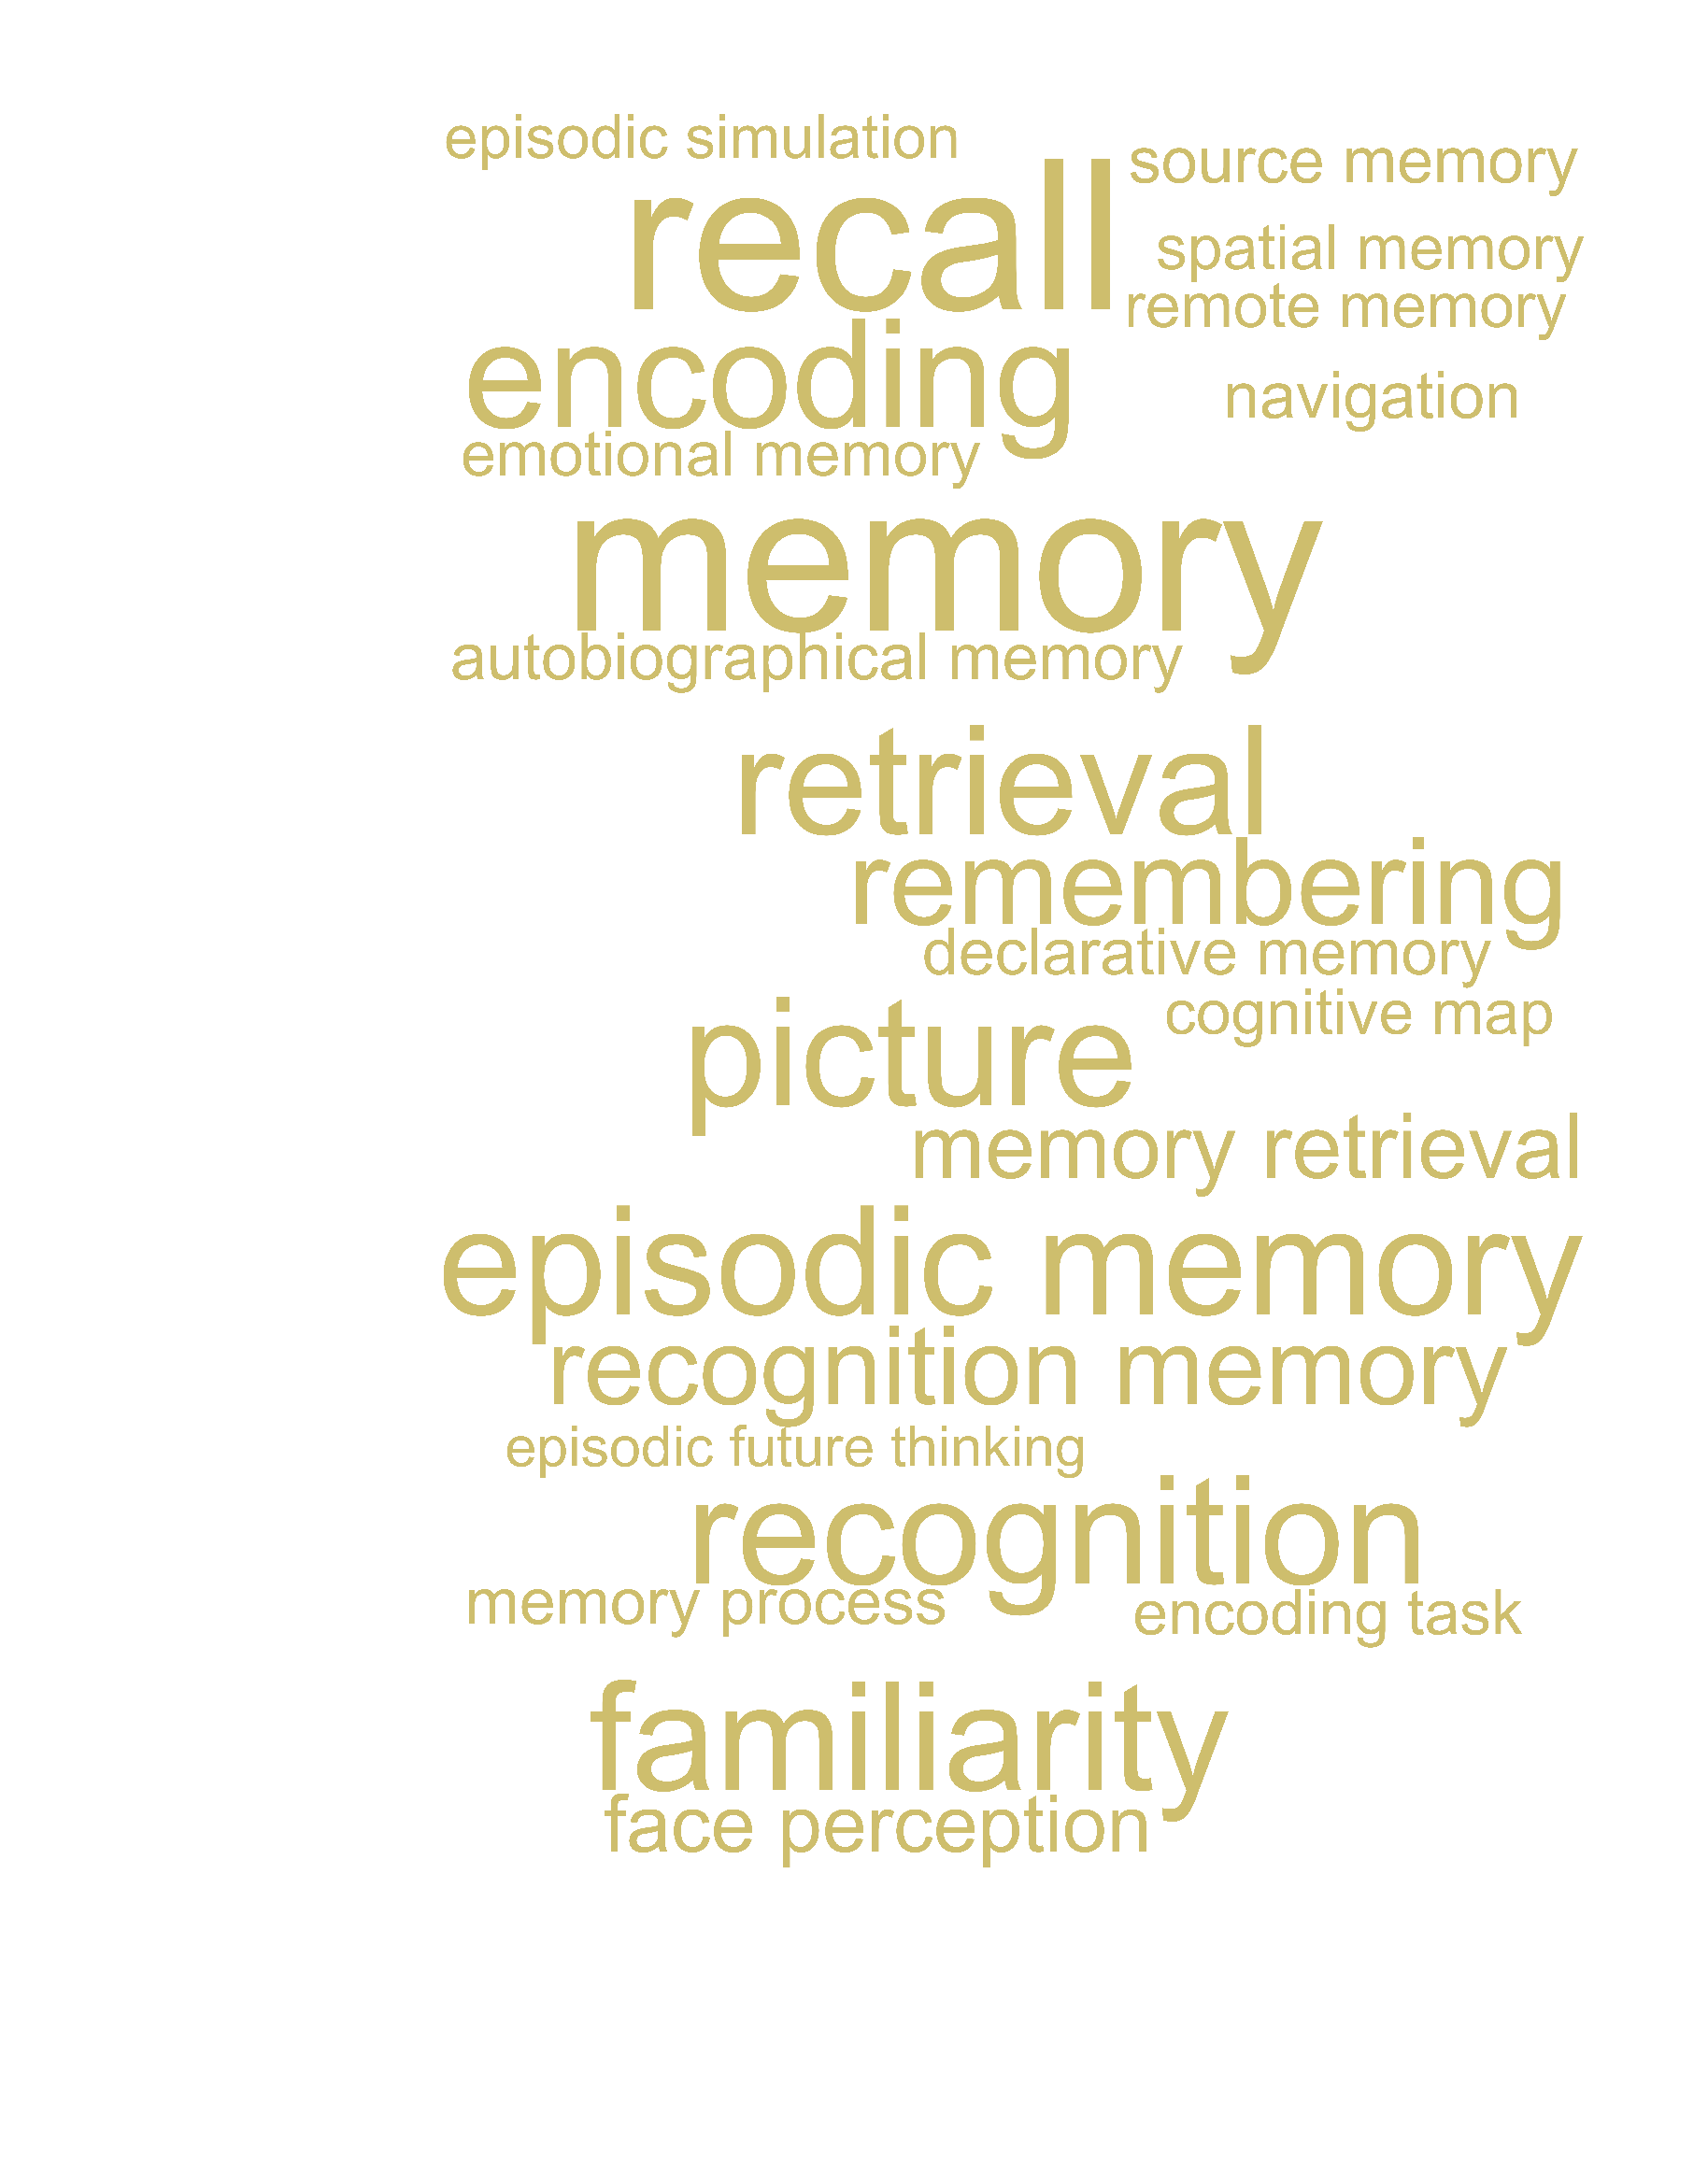 episodic simulation
source memory
recall
spatial memory
remote memory
encoding
navigation
emotional memory
memory
autobiographical memory
retrieval
remembering
declarative memory
cognitive map
picture
memory retrieval
episodic memory
recognition memory
episodic future thinking
recognition
memory process
encoding task
familiarity
face perception